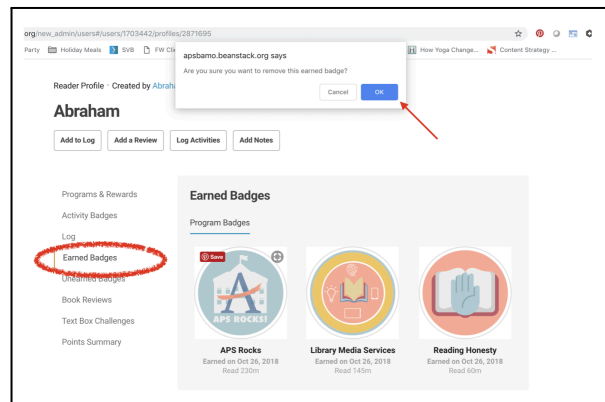 org/new_admin/users#/users/1703442/profiles/2871695
Party Holiday Meals SVB FW Clie
How Yoga Change... Content Strategy ...
apsbamo.beanstack.org says
Are you sure you want to remove this earned badge?
Cancel OK
Reader Profile · Created by Abraha
Abraham
Add to Log Add a Review Log Activities Add Notes
Programs & Rewards
Activity Badges
Log
Earned Badges
Unearned Badges
Book Reviews
Text Box Challenges
Points Summary
Earned Badges
Program Badges
Save
A
APS ROCKS!
APS Rocks
Earned on Oct 26, 2018
Read 230m
Library Media Services
Earned on Oct 26, 2018
Read 145m
Reading Honesty
Earned on Oct 26, 2018
Read 60m